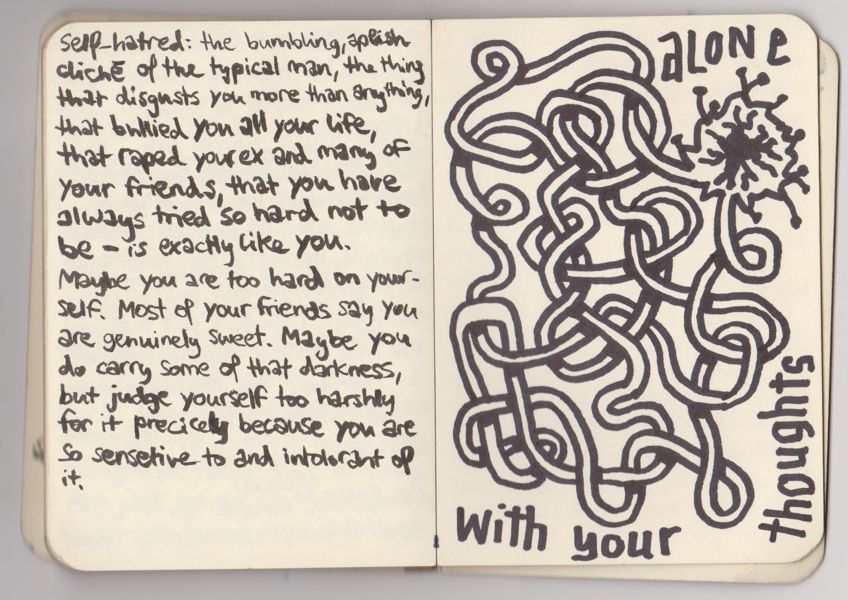 self-hatred: the bumbling, apeish
cliché of the typical man, the thing
that disgusts you more than anything,
that bullied you all your life,
that raped your ex and many of
your friends, that you have
always tried so hard not to
be – is exactly like you.
Maybe you are too hard on your-
self. Most of your friends say you
are genuinely sweet. Maybe you
do carry some of that darkness,
but judge yourself too harshly
for it precicely because you are
so sensetive to and intolorant of
it.
alone
with your
thoughts